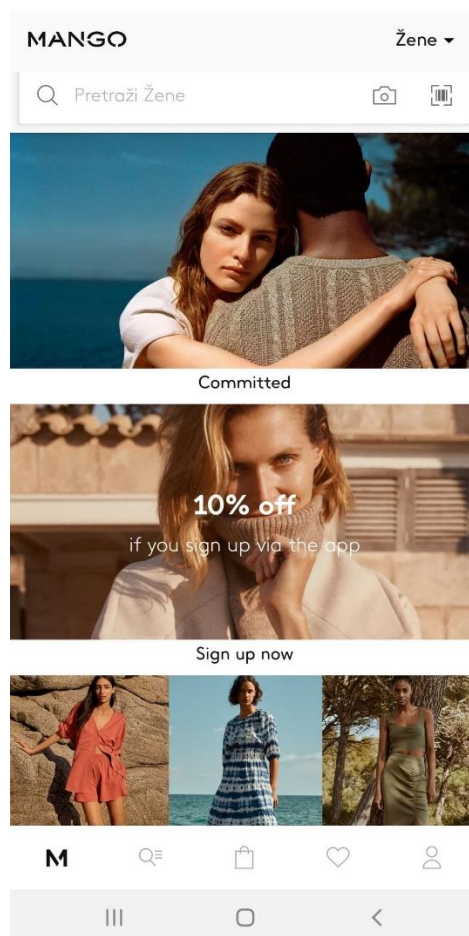 MANGO
Žene
Pretraži Žene
Committed
10% off
if you sign up via the app
Sign up now
M